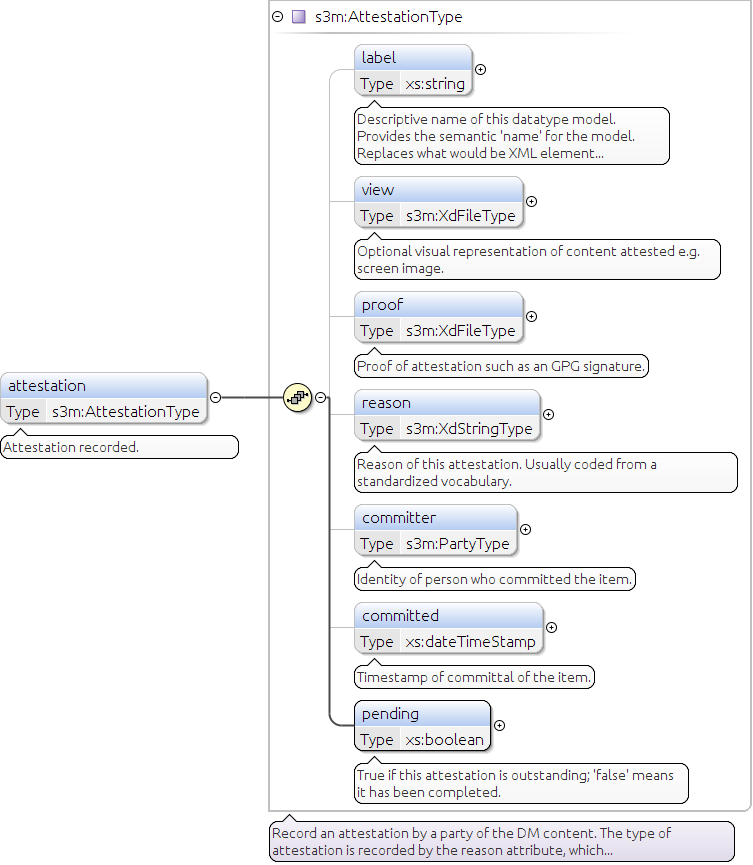 s3m:AttestationType
label
Type xs:string
Descriptive name of this datatype model.
Provides the semantic 'name' for the model.
Replaces what would be XML element...
view
Type s3m:XdFileType
Optional visual representation of content attested e.g.
screen image.
proof
Type s3m:XdFileType
Proof of attestation such as an GPG signature.
attestation
Type s3m:AttestationType
Attestation recorded.
reason
Type s3m:XdStringType
Reason of this attestation. Usually coded from a
standardized vocabulary.
committer
Type s3m:PartyType
Identity of person who committed the item.
committed
Type xs:dateTimeStamp
Timestamp of committal of the item.
pending
Type xs:boolean
True if this attestation is outstanding; 'false' means
it has been completed.
Record an attestation by a party of the DM content. The type of
attestation is recorded by the reason attribute, which...